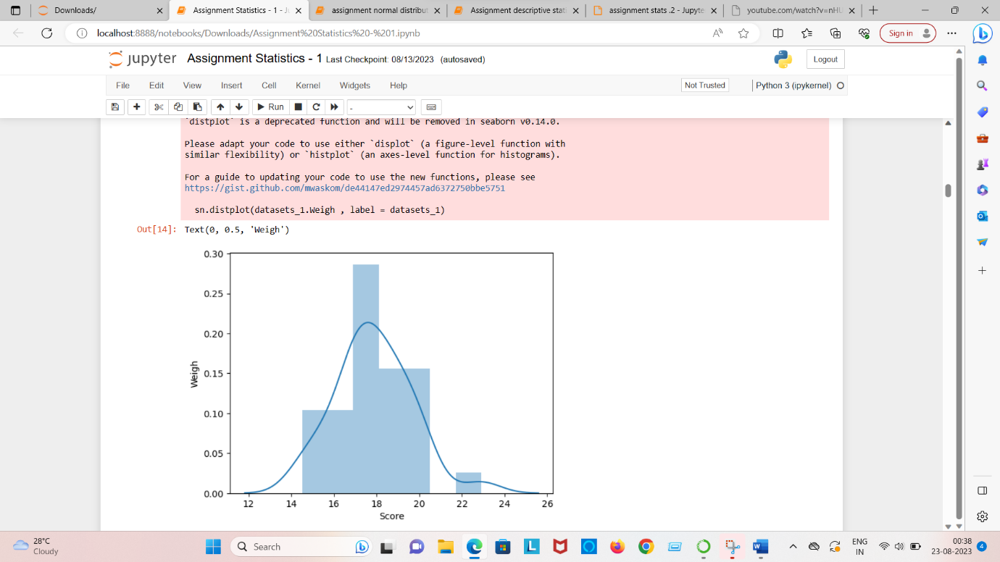 Downloads/
Assignment Statistics - 1 - Ju
assignment normal distribut
Assignment descriptive stati
assignment stats .2 - Jupyte
youtube.com/watch?v=nHL
localhost:8888/notebooks/Downloads/Assignment%20Statistics%20-%201.ipynb
Sign in
jupyter Assignment Statistics - 1 Last Checkpoint: 08/13/2023 (autosaved)
Logout
File Edit View Insert Cell Kernel Widgets Help
Not Trusted
Python 3 (ipykernel)
Run
-
`distplot` is a deprecated function and will be removed in seaborn v0.14.0.
Please adapt your code to use either `displot` (a figure-level function with
similar flexibility) or `histplot` (an axes-level function for histograms).
For a guide to updating your code to use the new functions, please see
https://gist.github.com/mwaskom/de44147ed2974457ad6372750bbe5751
sn.distplot(datasets_1.Weigh , label = datasets_1)
Out[14]: Text(0, 0.5, 'Weigh')
0.30
0.25
0.20
0.15
0.10
0.05
0.00
Weigh
12 14 16 18 20 22 24 26
Score
28°C
Cloudy
Search
ENG
IN
00:38
23-08-2023
4